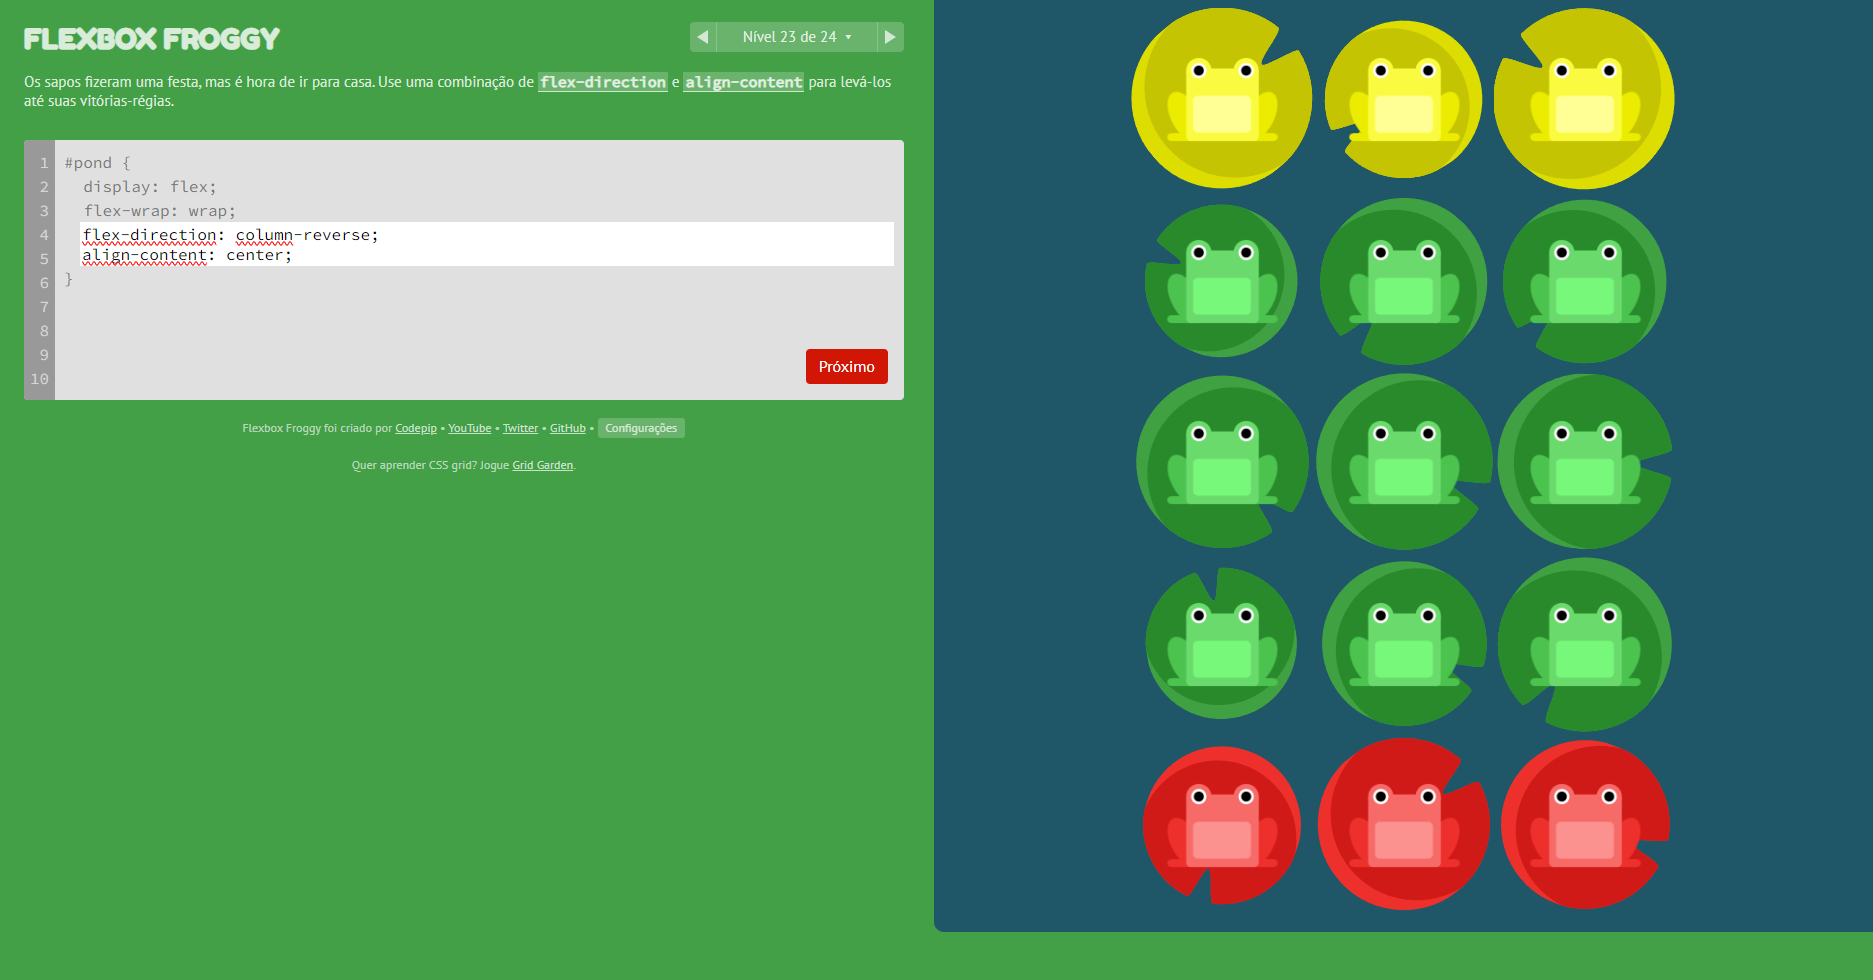 FLEXBOX FROGGY
◀ Nível 23 de 24 ▾ ▶
Os sapos fizeram uma festa, mas é hora de ir para casa. Use uma combinação de flex-direction e align-content para levá-los
até suas vitórias-régias.
1 #pond {
2 display: flex;
3 flex-wrap: wrap;
4 flex-direction: column-reverse;
5 align-content: center;
6 }
7
8
9
10
Próximo
Flexbox Froggy foi criado por Codepip • YouTube • Twitter • GitHub • Configurações
Quer aprender CSS grid? Jogue Grid Garden.